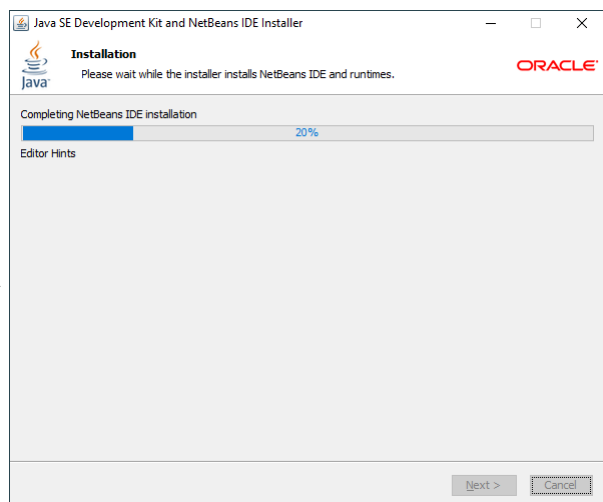 Java SE Development Kit and NetBeans IDE Installer
Installation
Please wait while the installer installs NetBeans IDE and runtimes.
Java
ORACLE
Completing NetBeans IDE installation
20%
Editor Hints
Next >
Cancel